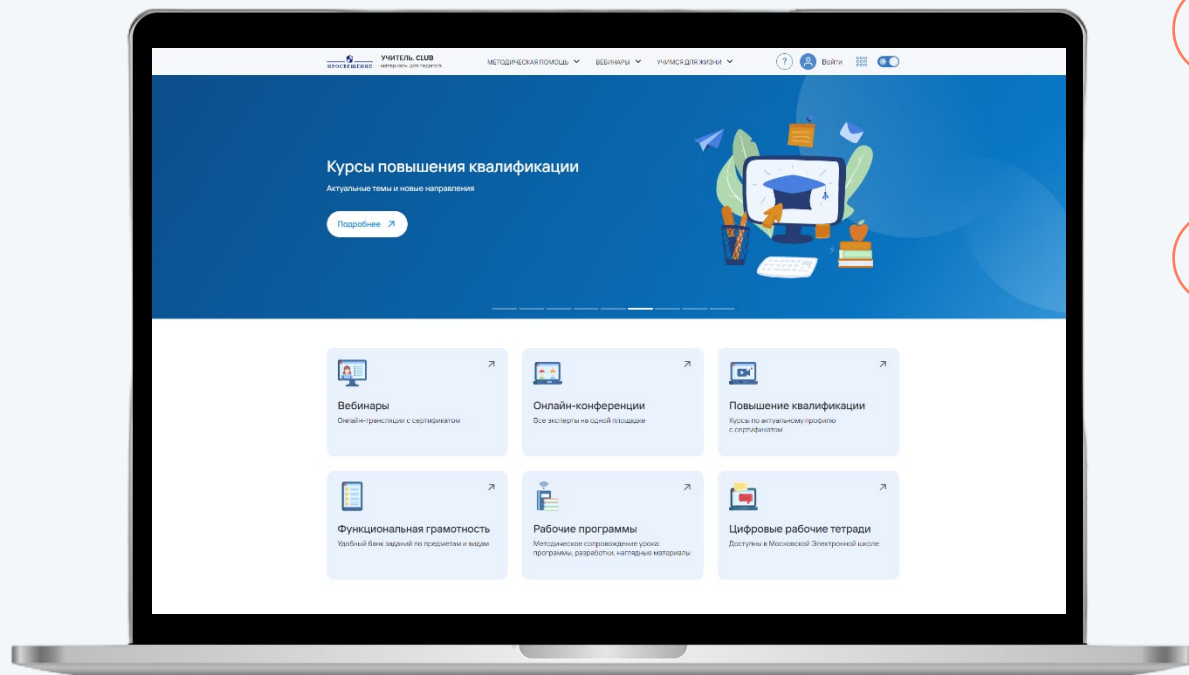 ПРОСВЕЩЕНИЕ
УЧИТЕЛЬ. CLUB
материалы для педагога
МЕТОДИЧЕСКАЯ ПОМОЩЬ
ВЕБИНАРЫ
УЧИМСЯ ДЛЯ ЖИЗНИ
?
Войти
Курсы повышения квалификации
Актуальные темы и новые направления
Подробнее
Вебинары
Онлайн-трансляции с сертификатом
Онлайн-конференции
Все эксперты на одной площадке
Повышение квалификации
Курсы по актуальному профилю
с сертификатом
Функциональная грамотность
Удобный банк заданий по предметам и видам
Рабочие программы
Методическое сопровождение урока:
программы, разработки, наглядные материалы
Цифровые рабочие тетради
Доступны в Московской Электронной школе